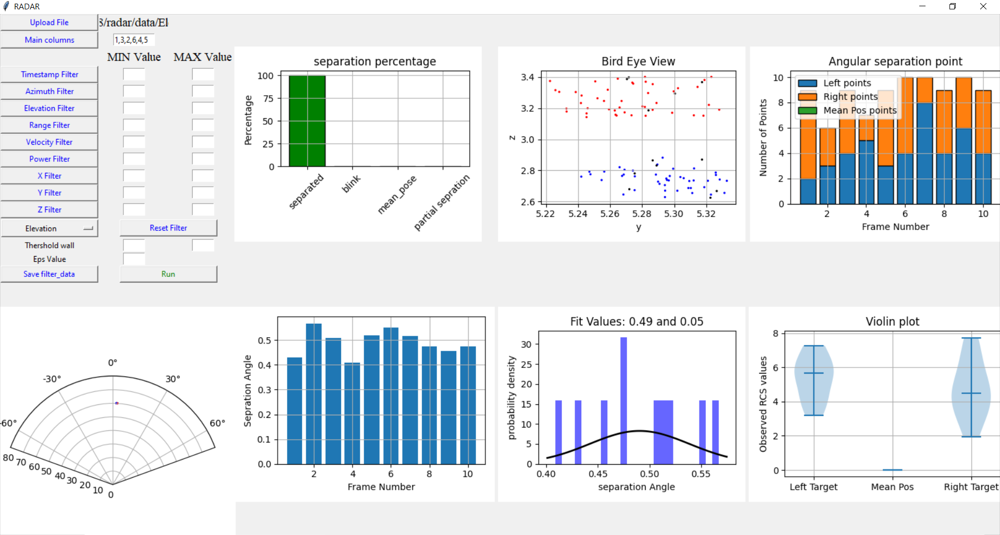 RADAR
Upload File
8/radar/data/El
Main columns
1,3,2,6,4,5
MIN Value
MAX Value
Timestamp Filter
Azimuth Filter
Elevation Filter
Range Filter
Velocity Filter
Power Filter
X Filter
Y Filter
Z Filter
Elevation
Reset Filter
Thershold wall
Eps Value
Save filter_data
Run
separation percentage
Percentage
100
75
50
25
0
separated
blink
mean_pose
partial sepration
Bird Eye View
z
3.4
3.2
3.0
2.8
2.6
5.22 5.24 5.26 5.28 5.30 5.32
y
Angular separation point
Number of Points
10
8
6
4
2
0
Left points
Right points
Mean Pos points
2 4 6 8 10
Frame Number
0°
-30°
30°
-60°
60°
80 70 60 50 40 30 20 10 0
Sepration Angle
0.5
0.4
0.3
0.2
0.1
0.0
2 4 6 8 10
Frame Number
Fit Values: 0.49 and 0.05
probability density
30
25
20
15
10
5
0
0.40 0.45 0.50 0.55
separation Angle
Violin plot
Observed RCS values
8
6
4
2
0
Left Target Mean Pos Right Target